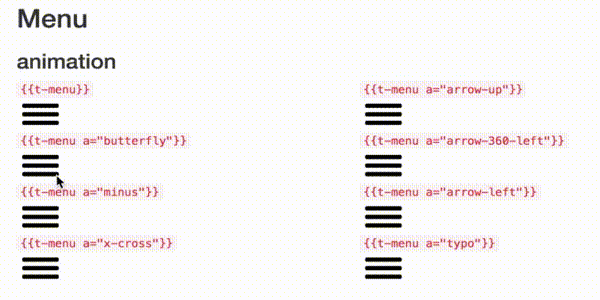 Menu
animation
{{t-menu}}
{{t-menu a="butterfly"}}
{{t-menu a="minus"}}
{{t-menu a="x-cross"}}
{{t-menu a="arrow-up"}}
{{t-menu a="arrow-360-left"}}
{{t-menu a="arrow-left"}}
{{t-menu a="typo"}}